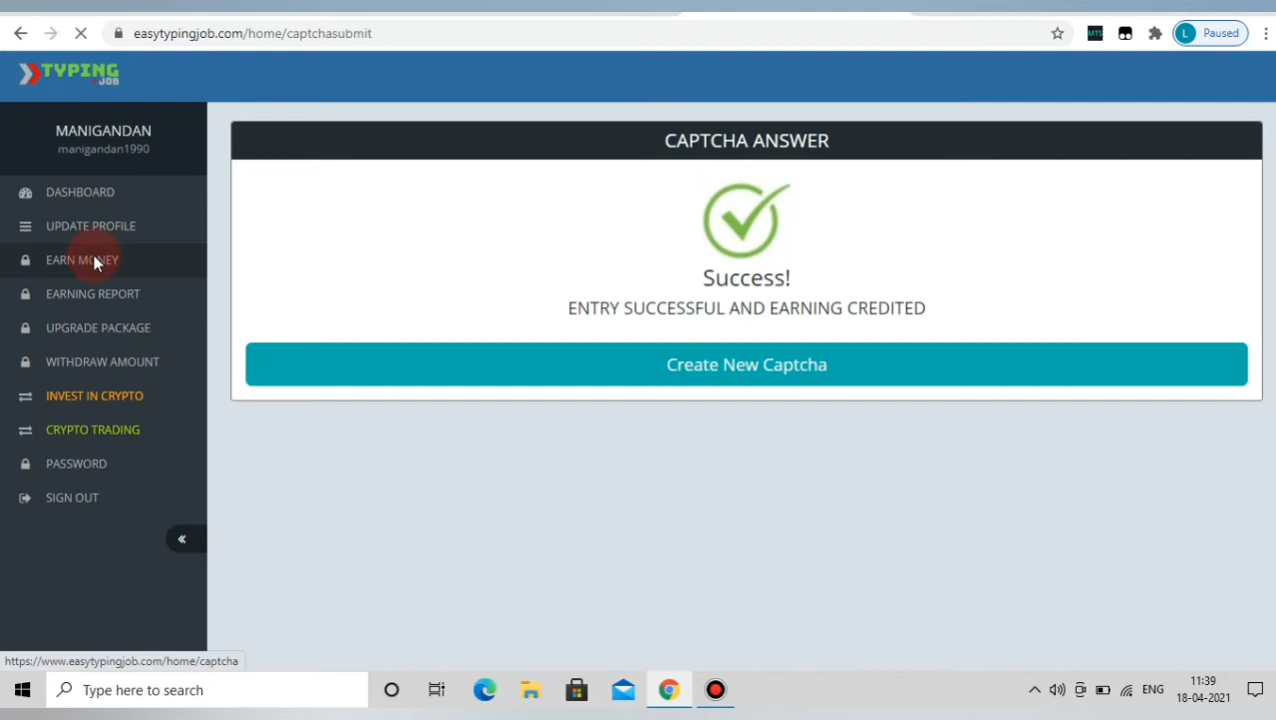 easytypingjob.com/home/captchasubmit
MTS
L Paused
TYPING
JOB
MANIGANDAN
manigandan1990
DASHBOARD
UPDATE PROFILE
EARN MONEY
EARNING REPORT
UPGRADE PACKAGE
WITHDRAW AMOUNT
INVEST IN CRYPTO
CRYPTO TRADING
PASSWORD
SIGN OUT
CAPTCHA ANSWER
Success!
ENTRY SUCCESSFUL AND EARNING CREDITED
Create New Captcha
https://www.easytypingjob.com/home/captcha
Type here to search
ENG
11:39
18-04-2021